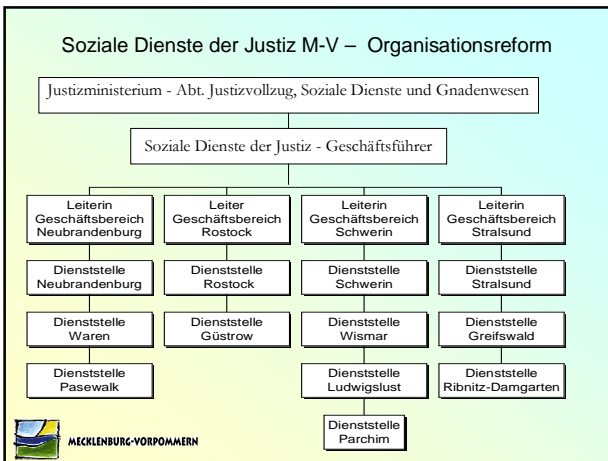 Soziale Dienste der Justiz M-V – Organisationsreform
Justizministerium - Abt. Justizvollzug, Soziale Dienste und Gnadenwesen
Soziale Dienste der Justiz - Geschäftsführer
Leiterin
Geschäftsbereich
Neubrandenburg
Dienststelle
Neubrandenburg
Dienststelle
Waren
Dienststelle
Pasewalk
Leiter
Geschäftsbereich
Rostock
Dienststelle
Rostock
Dienststelle
Güstrow
Leiterin
Geschäftsbereich
Schwerin
Dienststelle
Schwerin
Dienststelle
Wismar
Dienststelle
Ludwigslust
Dienststelle
Parchim
Leiterin
Geschäftsbereich
Stralsund
Dienststelle
Stralsund
Dienststelle
Greifswald
Dienststelle
Ribnitz-Damgarten
MECKLENBURG-VORPOMMERN